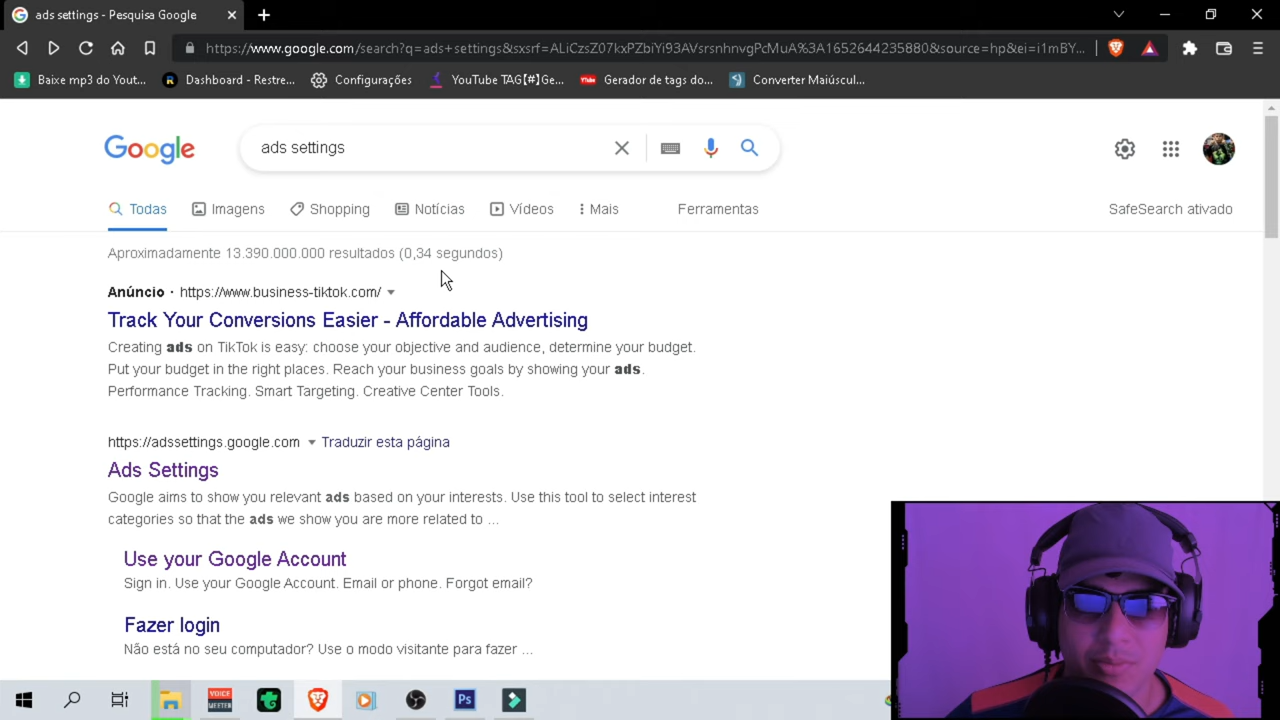 ads settings - Pesquisa Google
https://www.google.com/search?q=ads+settings&sxsrf=ALiCzsZ07kxPZbiYi93AVsrsnhnvgPcMuA%3A1652644235880&source=hp&ei=i1mBY...
Baixe mp3 do Yout... Dashboard - Restre... Configurações YouTube TAG【#】Ge... Gerador de tags do... Converter Maiúscul...
Google ads settings
Todas Imagens Shopping Notícias Vídeos Mais Ferramentas SafeSearch ativado
Aproximadamente 13.390.000.000 resultados (0,34 segundos)
Anúncio · https://www.business-tiktok.com/
Track Your Conversions Easier - Affordable Advertising
Creating ads on TikTok is easy: choose your objective and audience, determine your budget.
Put your budget in the right places. Reach your business goals by showing your ads.
Performance Tracking. Smart Targeting. Creative Center Tools.
https://adssettings.google.com Traduzir esta página
Ads Settings
Google aims to show you relevant ads based on your interests. Use this tool to select interest
categories so that the ads we show you are more related to ...
Use your Google Account
Sign in. Use your Google Account. Email or phone. Forgot email?
Fazer login
Não está no seu computador? Use o modo visitante para fazer ...
VOICE
MEETER
Ps